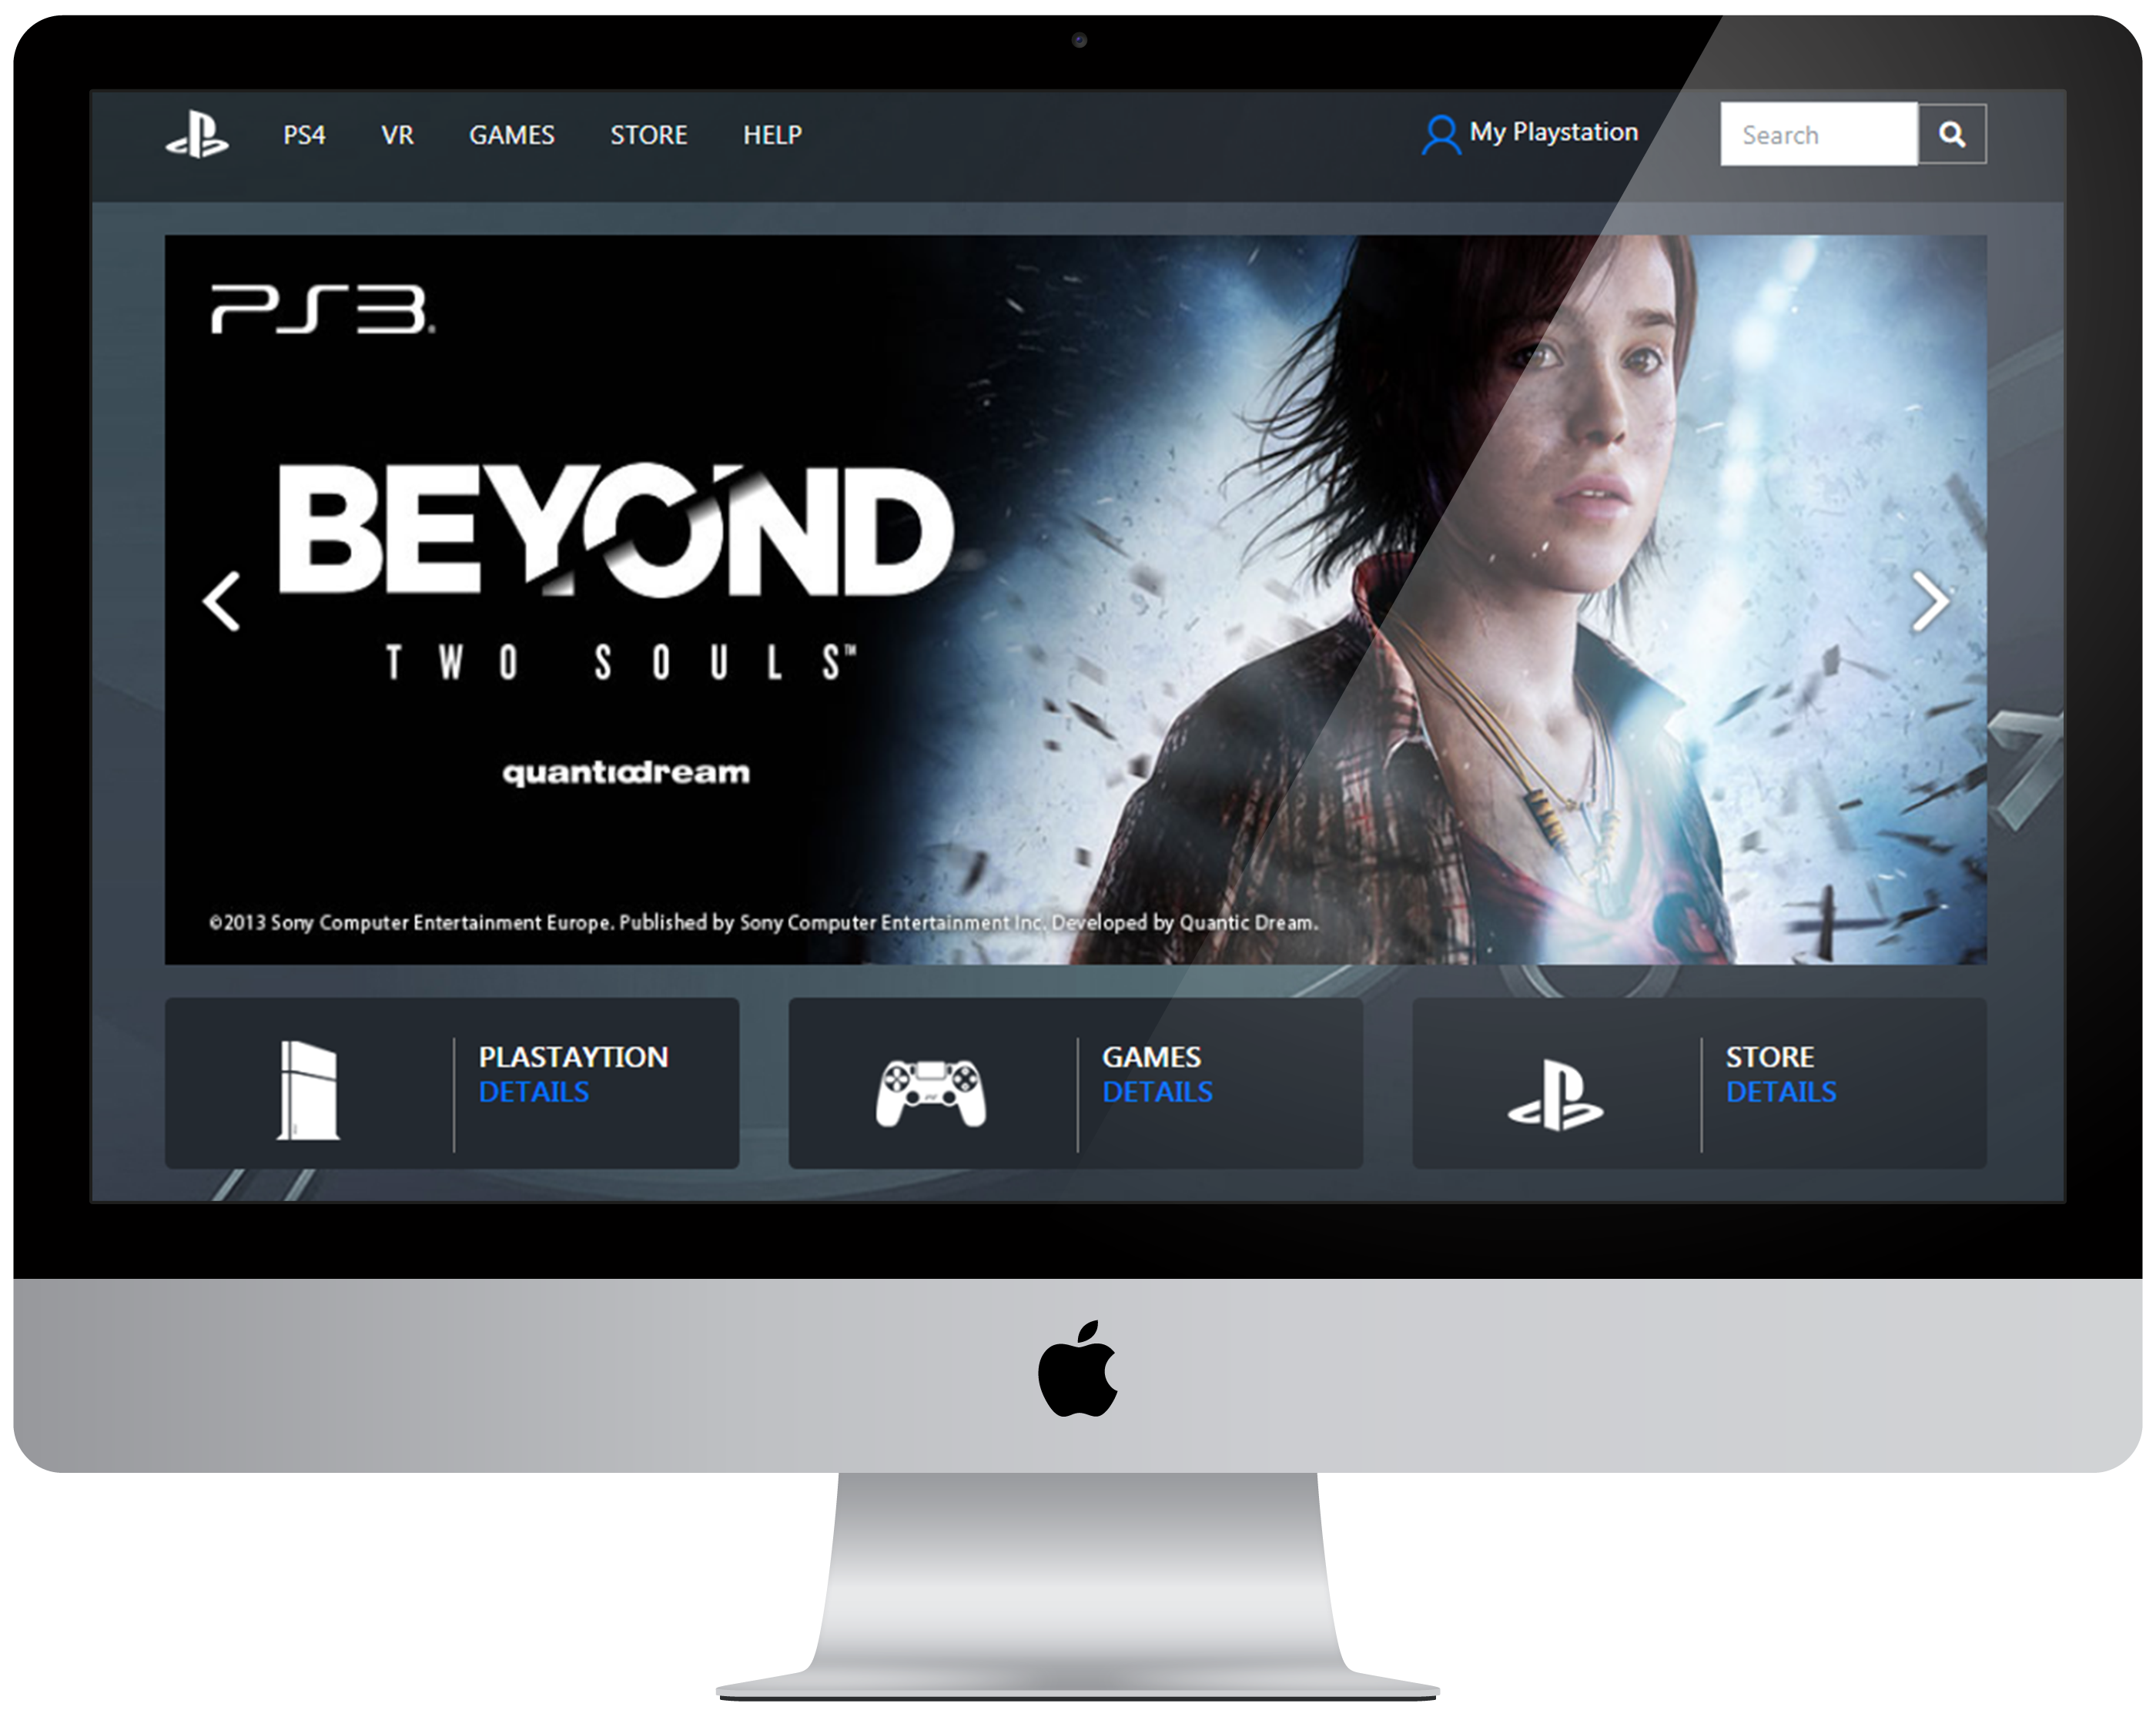 PS4 VR GAMES STORE HELP My Playstation Search
PS3
BEYOND
TWO SOULS™
quanticdream
©2013 Sony Computer Entertainment Europe. Published by Sony Computer Entertainment Inc. Developed by Quantic Dream.
PLASTAYTION
DETAILS
GAMES
DETAILS
STORE
DETAILS